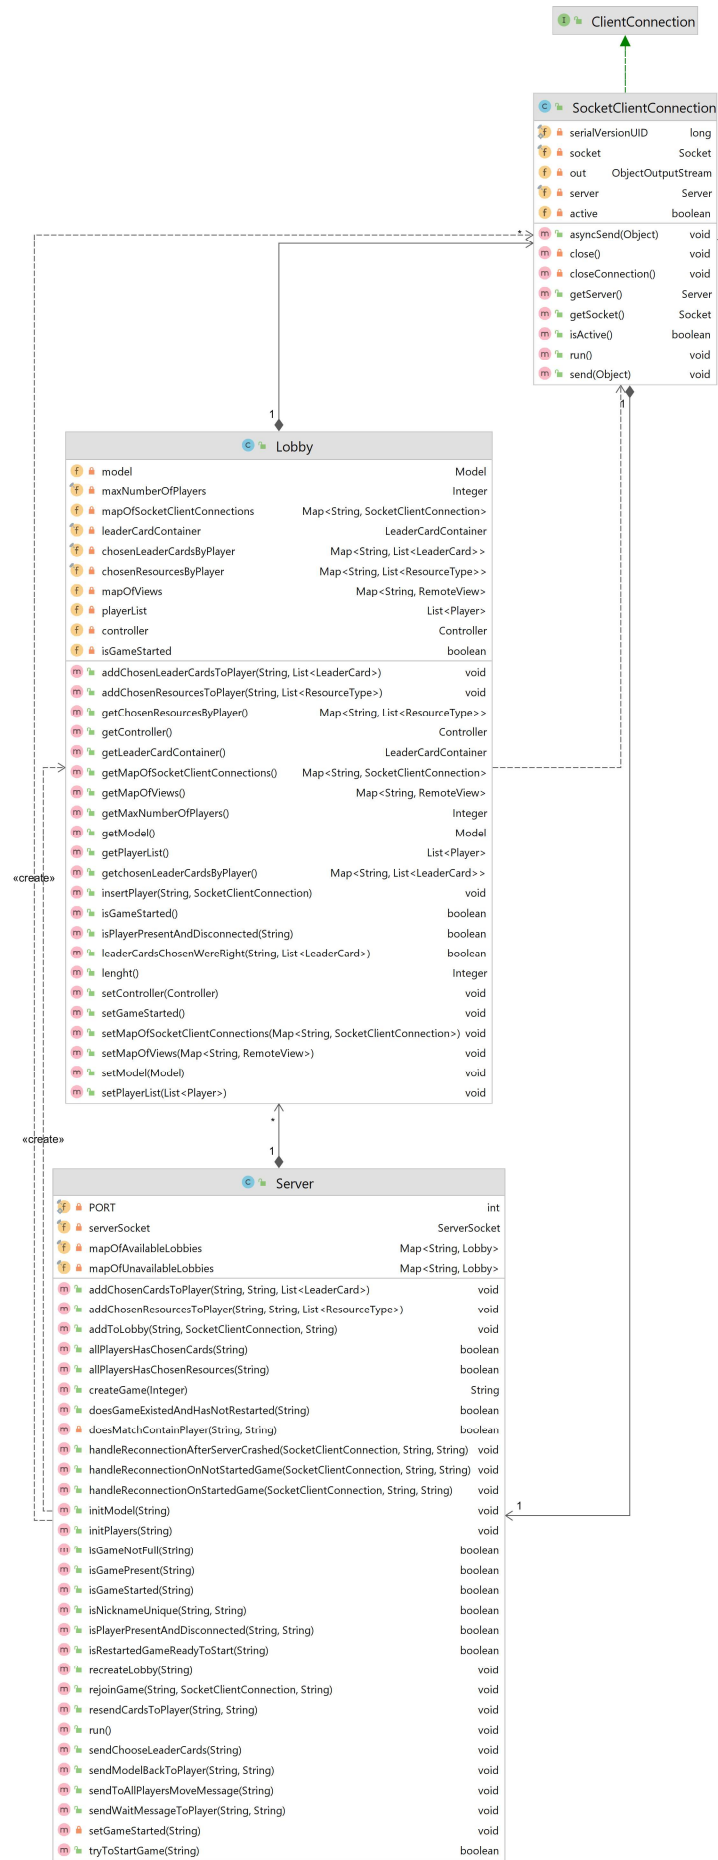 ClientConnection
SocketClientConnection
serialVersionUID long
socket Socket
out ObjectOutputStream
server Server
active boolean
asyncSend(Object) void
*
close() void
closeConnection() void
getServer() Server
getSocket() Socket
isActive() boolean
run() void
send(Object) void
1
1
Lobby
model Model
maxNumberOfPlayers Integer
mapOfSocketClientConnections Map<String, SocketClientConnection>
leaderCardContainer LeaderCardContainer
chosenLeaderCardsByPlayer Map<String, List<LeaderCard>>
chosenResourcesByPlayer Map<String, List<ResourceType>>
mapOfViews Map<String, RemoteView>
playerList List<Player>
controller Controller
isGameStarted boolean
addChosenLeaderCardsToPlayer(String, List<LeaderCard>) void
addChosenResourcesToPlayer(String, List<ResourceType>) void
getChosenResourcesByPlayer() Map<String, List<ResourceType>>
getController() Controller
getLeaderCardContainer() LeaderCardContainer
getMapOfSocketClientConnections() Map<String, SocketClientConnection>
getMapOfViews() Map<String, RemoteView>
getMaxNumberOfPlayers() Integer
getModel() Model
getPlayerList() List<Player>
getchosenLeaderCardsByPlayer() Map<String, List<LeaderCard>>
«create»
insertPlayer(String, SocketClientConnection) void
isGameStarted() boolean
isPlayerPresentAndDisconnected(String) boolean
leaderCardsChosenWereRight(String, List<LeaderCard>) boolean
lenght() Integer
setController(Controller) void
setGameStarted() void
setMapOfSocketClientConnections(Map<String, SocketClientConnection>) void
setMapOfViews(Map<String, RemoteView>) void
setModel(Model) void
setPlayerList(List<Player>) void
*
«create»
1
Server
PORT int
serverSocket ServerSocket
mapOfAvailableLobbies Map<String, Lobby>
mapOfUnavailableLobbies Map<String, Lobby>
addChosenCardsToPlayer(String, String, List<LeaderCard>) void
addChosenResourcesToPlayer(String, String, List<ResourceType>) void
addToLobby(String, SocketClientConnection, String) void
allPlayersHasChosenCards(String) boolean
allPlayersHasChosenResources(String) boolean
createGame(Integer) String
doesGameExistedAndHasNotRestarted(String) boolean
doesMatchContainPlayer(String, String) boolean
handleReconnectionAfterServerCrashed(SocketClientConnection, String, String) void
handleReconnectionOnNotStartedGame(SocketClientConnection, String, String) void
handleReconnectionOnStartedGame(SocketClientConnection, String, String) void
1
initModel(String) void
initPlayers(String) void
isGameNotFull(String) boolean
isGamePresent(String) boolean
isGameStarted(String) boolean
isNicknameUnique(String, String) boolean
isPlayerPresentAndDisconnected(String, String) boolean
isRestartedGameReadyToStart(String) boolean
recreateLobby(String) void
rejoinGame(String, SocketClientConnection, String) void
resendCardsToPlayer(String, String) void
run() void
sendChooseLeaderCards(String) void
sendModelBackToPlayer(String, String) void
sendToAllPlayersMoveMessage(String) void
sendWaitMessageToPlayer(String, String) void
setGameStarted(String) void
tryToStartGame(String) boolean